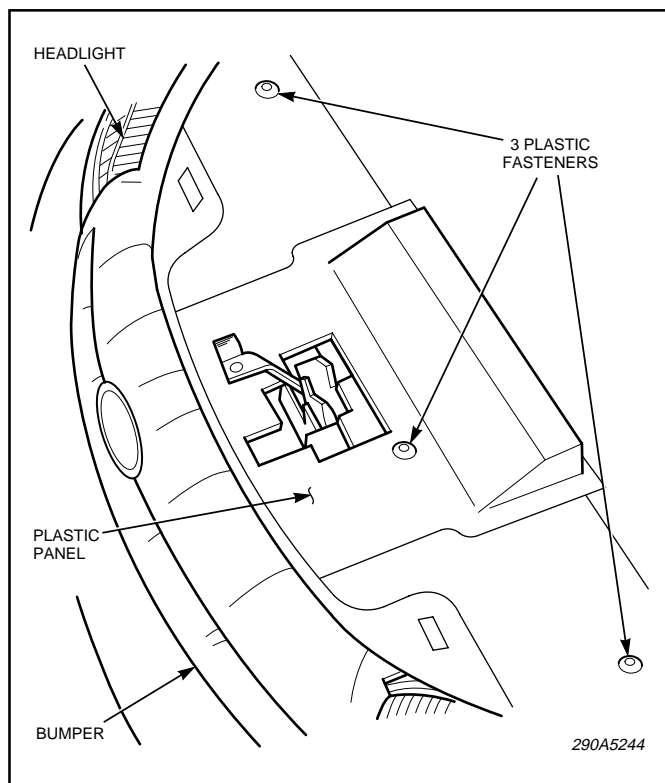 HEADLIGHT
3 PLASTIC
FASTENERS
PLASTIC
PANEL
BUMPER
290A5244